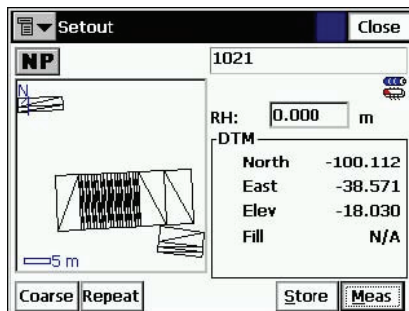 Setout
Close
NP
1021
N
RH: 0.000 m
DTM
North -100.112
East -38.571
Elev -18.030
Fill N/A
5 m
Coarse Repeat Store Meas